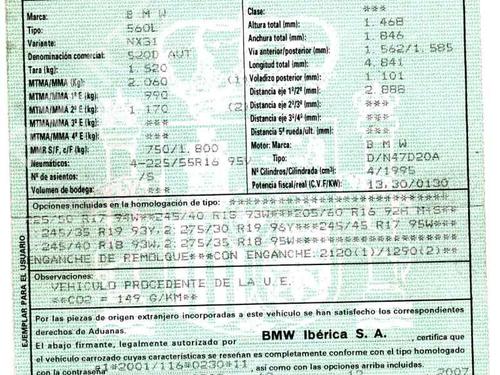 Marca: B M W
Tipo: 560L
Variante: NX31
Denominación comercial: 520D AUT
Tara (kg): 1.520
MTMA/MMA (Kg): 2.060 (1)
MTMA/MMA 1º E (kg): 990
MTMA/MMA 2º E (kg): 1.170 (2)
MTMA/MMA 3º E (kg): ***
MTMA/MMA 4º E (kg): ***
MMR S/F, c/F (kg): 750/1.800
Neumáticos: 4-225/55R16 95V
Nº de asientos: /5
Volumen de bodega: ***
Clase: ***
Altura total (mm): 1.468
Anchura total (mm): 1.846
Vía anterior/posterior (mm): 1.562/1.585
Longitud total (mm): 4.841
Voladizo posterior (mm): 1 101
Distancia eje 1º/2º (mm): 2.888
Distancia eje 2º/3º (mm): ***
Distancia eje 3º/4º (mm): ***
Distancia 5ª rueda/últ. (mm): ***
Motor: Marca: B M W
Tipo: D/N47D20A
Nº Cilindros/Cilindrada (cm³): 4/1995
Potencia fiscal/real (C.V.F/KW): 13,30/0130
Opciones incluidas en la homologación de tipo:
225/50 R17 94W**245/40 R18 93W**205/60 R16 92H M+S**
245/35 R19 93Y,2:275/30 R19 96Y**245/45 R17 95W**
245/40 R18 93W,2:275/35 R18 95W
ENGANCHE DE REMOLQUE**CON ENGANCHE:2120(1)/1290(2)**
Observaciones:
VEHICULO PROCEDENTE DE LA U.E.
**CO2 = 149 G/KM**
Por las piezas de origen extranjero incorporadas a este vehículo se han satisfecho los correspondientes
derechos de Aduanas.
El abajo firmante, legalmente autorizado por BMW Ibérica S. A. , certifica que
el vehículo carrozado cuyas características se reseñan es completamente conforme con el tipo homologado
con la contraseña *1*2001/116*0230*11, así como con las opciones arriba incluidas.
2007
EJEMPLAR PARA EL USUARIO